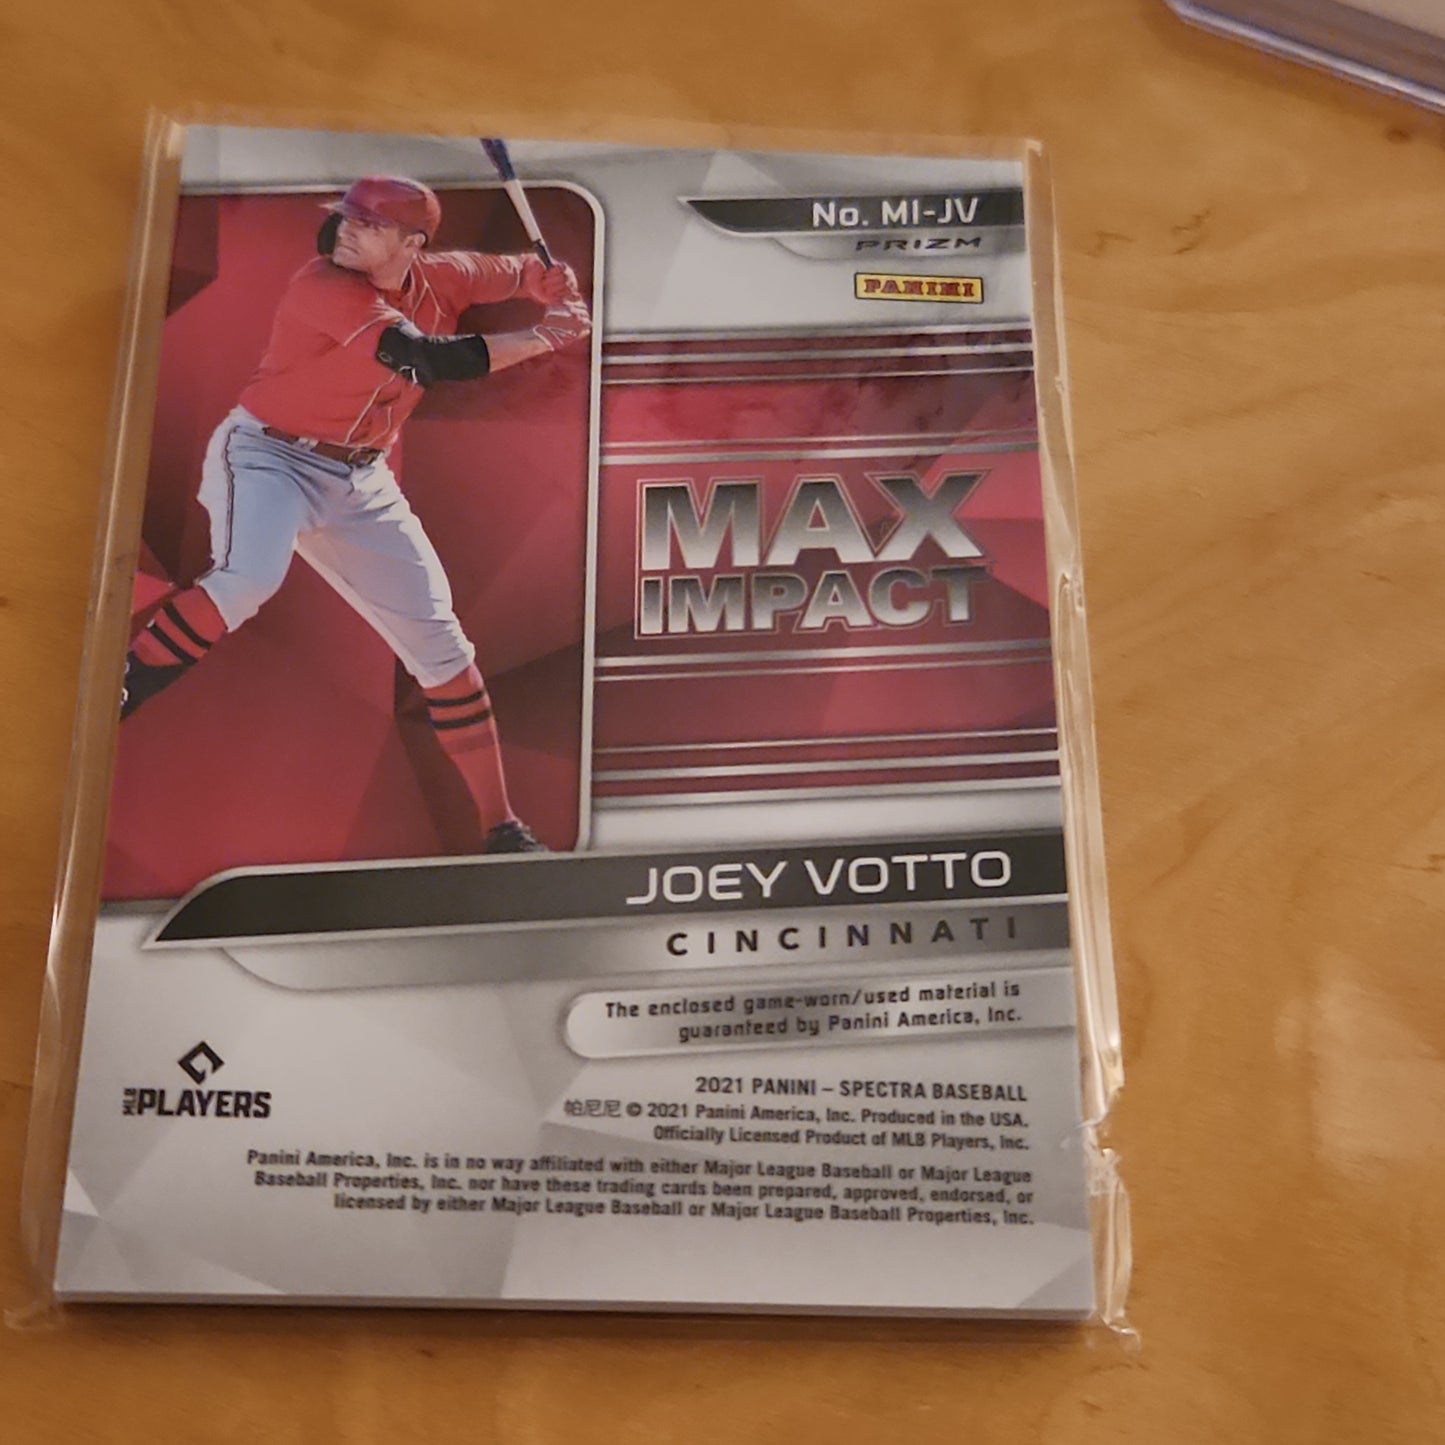 No. MI-JV
PRIZM
PANINI
MAX
IMPACT
JOEY VOTTO
CINCINNATI
The enclosed game-worn/used material is
guaranteed by Panini America, Inc.
MLB PLAYERS
2021 PANINI – SPECTRA BASEBALL
帕尼尼 © 2021 Panini America, Inc. Produced in the USA.
Officially Licensed Product of MLB Players, Inc.
Panini America, Inc. is in no way affiliated with either Major League Baseball or Major League
Baseball Properties, Inc. nor have these trading cards been prepared, approved, endorsed, or
licensed by either Major League Baseball or Major League Baseball Properties, Inc.